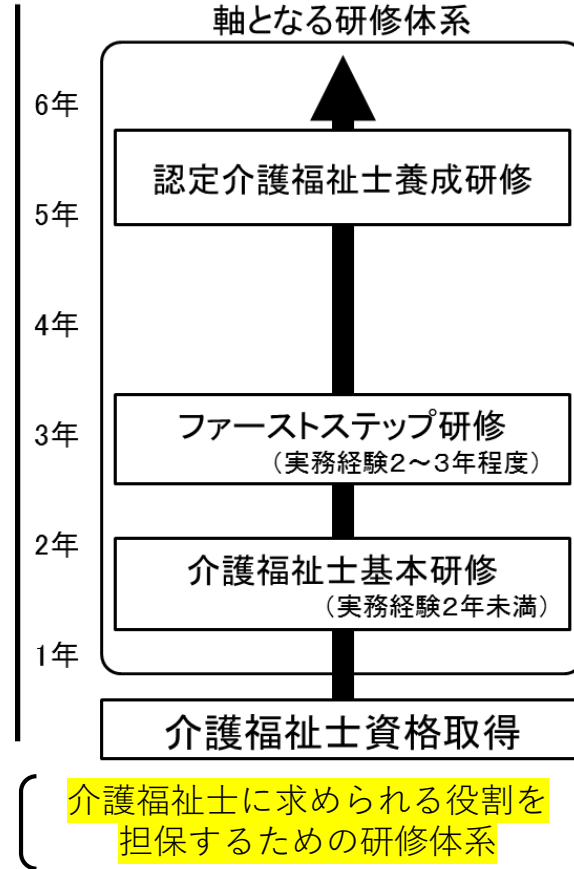 軸となる研修体系
6年
認定介護福祉士養成研修
5年
4年
3年
ファーストステップ研修
（実務経験2～3年程度）
2年
介護福祉士基本研修
（実務経験2年未満）
1年
介護福祉士資格取得
介護福祉士に求められる役割を
担保するための研修体系